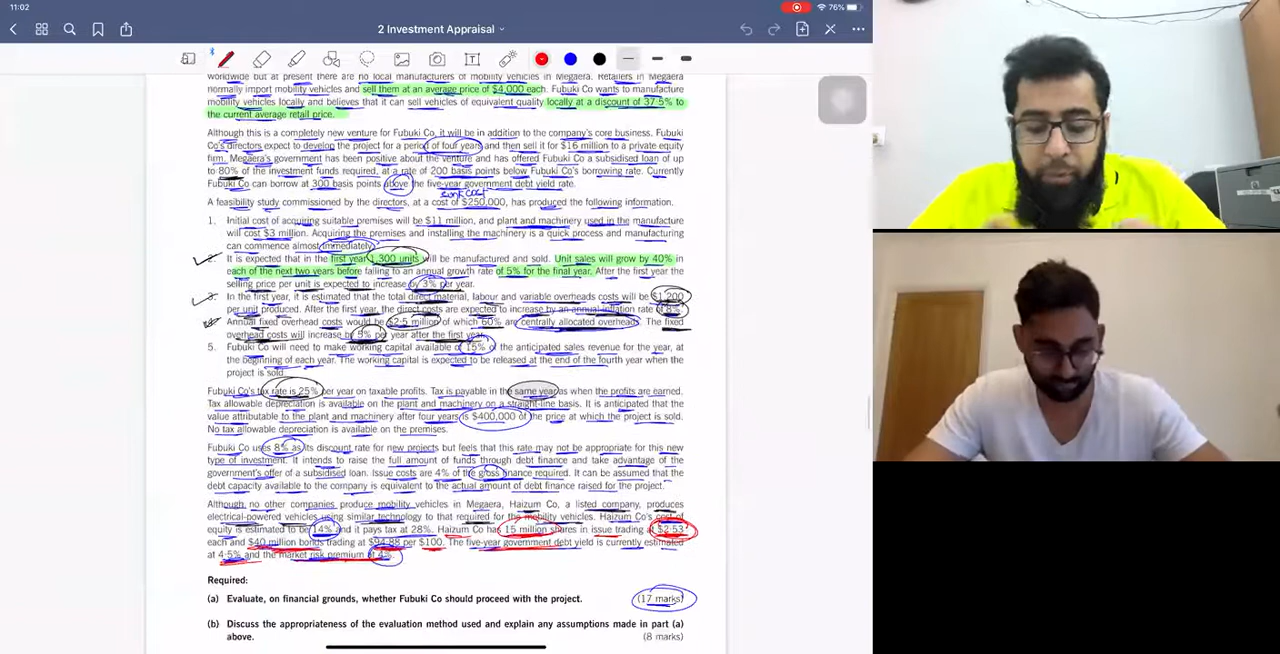 11:02
76%
2 Investment Appraisal
worldwide but at present there are no local manufacturers of mobility vehicles in Megaera. Retailers in Megaera
normally import mobility vehicles and sell them at an average price of $4,000 each. Fubuki Co wants to manufacture
mobility vehicles locally and believes that it can sell vehicles of equivalent quality locally at a discount of 37·5% to
the current average retail price.
Although this is a completely new venture for Fubuki Co, it will be in addition to the company's core business. Fubuki
Co's directors expect to develop the project for a period of four years and then sell it for $16 million to a private equity
firm. Megaera's government has been positive about the venture and has offered Fubuki Co a subsidised loan of up
to 80% of the investment funds required, at a rate of 200 basis points below Fubuki Co's borrowing rate. Currently
Fubuki Co can borrow at 300 basis points above the five-year government debt yield rate.
sunk cost
A feasibility study commissioned by the directors, at a cost of $250,000, has produced the following information.
1. Initial cost of acquiring suitable premises will be $11 million, and plant and machinery used in the manufacture
will cost $3 million. Acquiring the premises and installing the machinery is a quick process and manufacturing
can commence almost immediately.
2. It is expected that in the first year 1,300 units will be manufactured and sold. Unit sales will grow by 40% in
each of the next two years before falling to an annual growth rate of 5% for the final year. After the first year the
selling price per unit is expected to increase by 3% per year.
3. In the first year, it is estimated that the total direct material, labour and variable overheads costs will be $1,200
per unit produced. After the first year, the direct costs are expected to increase by an annual inflation rate of 8%.
4. Annual fixed overhead costs would be $2·5 million of which 60% are centrally allocated overheads. The fixed
overhead costs will increase by 5% per year after the first year.
5. Fubuki Co will need to make working capital available of 15% of the anticipated sales revenue for the year, at
the beginning of each year. The working capital is expected to be released at the end of the fourth year when the
project is sold.
Fubuki Co's tax rate is 25% per year on taxable profits. Tax is payable in the same year as when the profits are earned.
Tax allowable depreciation is available on the plant and machinery on a straight-line basis. It is anticipated that the
value attributable to the plant and machinery after four years is $400,000 of the price at which the project is sold.
No tax allowable depreciation is available on the premises.
Fubuki Co uses 8% as its discount rate for new projects but feels that this rate may not be appropriate for this new
type of investment. It intends to raise the full amount of funds through debt finance and take advantage of the
government's offer of a subsidised loan. Issue costs are 4% of the gross finance required. It can be assumed that the
debt capacity available to the company is equivalent to the actual amount of debt finance raised for the project.
Although no other companies produce mobility vehicles in Megaera, Haizum Co, a listed company, produces
electrical-powered vehicles using similar technology to that required for the mobility vehicles. Haizum Co's cost of
equity is estimated to be 14% and it pays tax at 28%. Haizum Co has 15 million shares in issue trading at $2·53
each and $40 million bonds trading at $94·88 per $100. The five-year government debt yield is currently estimated
at 4·5% and the market risk premium at 4%.
Required:
(a) Evaluate, on financial grounds, whether Fubuki Co should proceed with the project. (17 marks)
(b) Discuss the appropriateness of the evaluation method used and explain any assumptions made in part (a)
above. (8 marks)